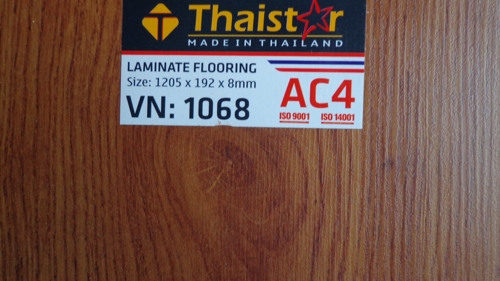 Thaistar
MADE IN THAILAND
LAMINATE FLOORING
Size: 1205 x 192 x 8mm
VN: 1068
AC4
ISO 9001 ISO 14001